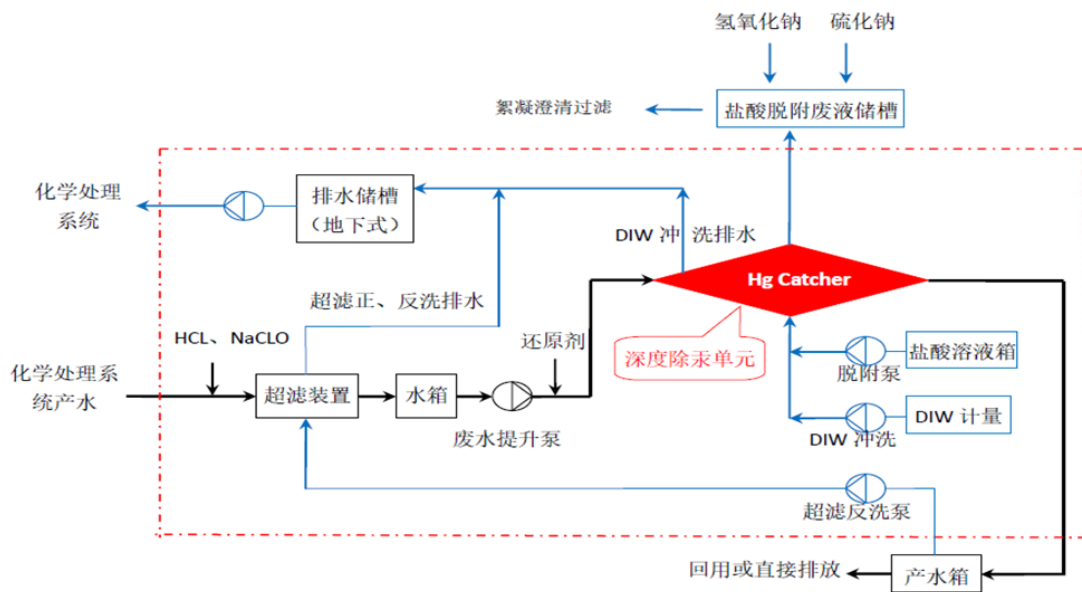 氢氧化钠
硫化钠
絮凝澄清过滤
盐酸脱附废液储槽
化学处理
系统
排水储槽
（地下式）
DIW 冲 洗排水
Hg Catcher
超滤正、反洗排水
HCL、NaCLO
还原剂
深度除汞单元
盐酸溶液箱
脱附泵
化学处理系
统产水
超滤装置
水箱
废水提升泵
DIW 计量
DIW 冲洗
超滤反洗泵
回用或直接排放
产水箱